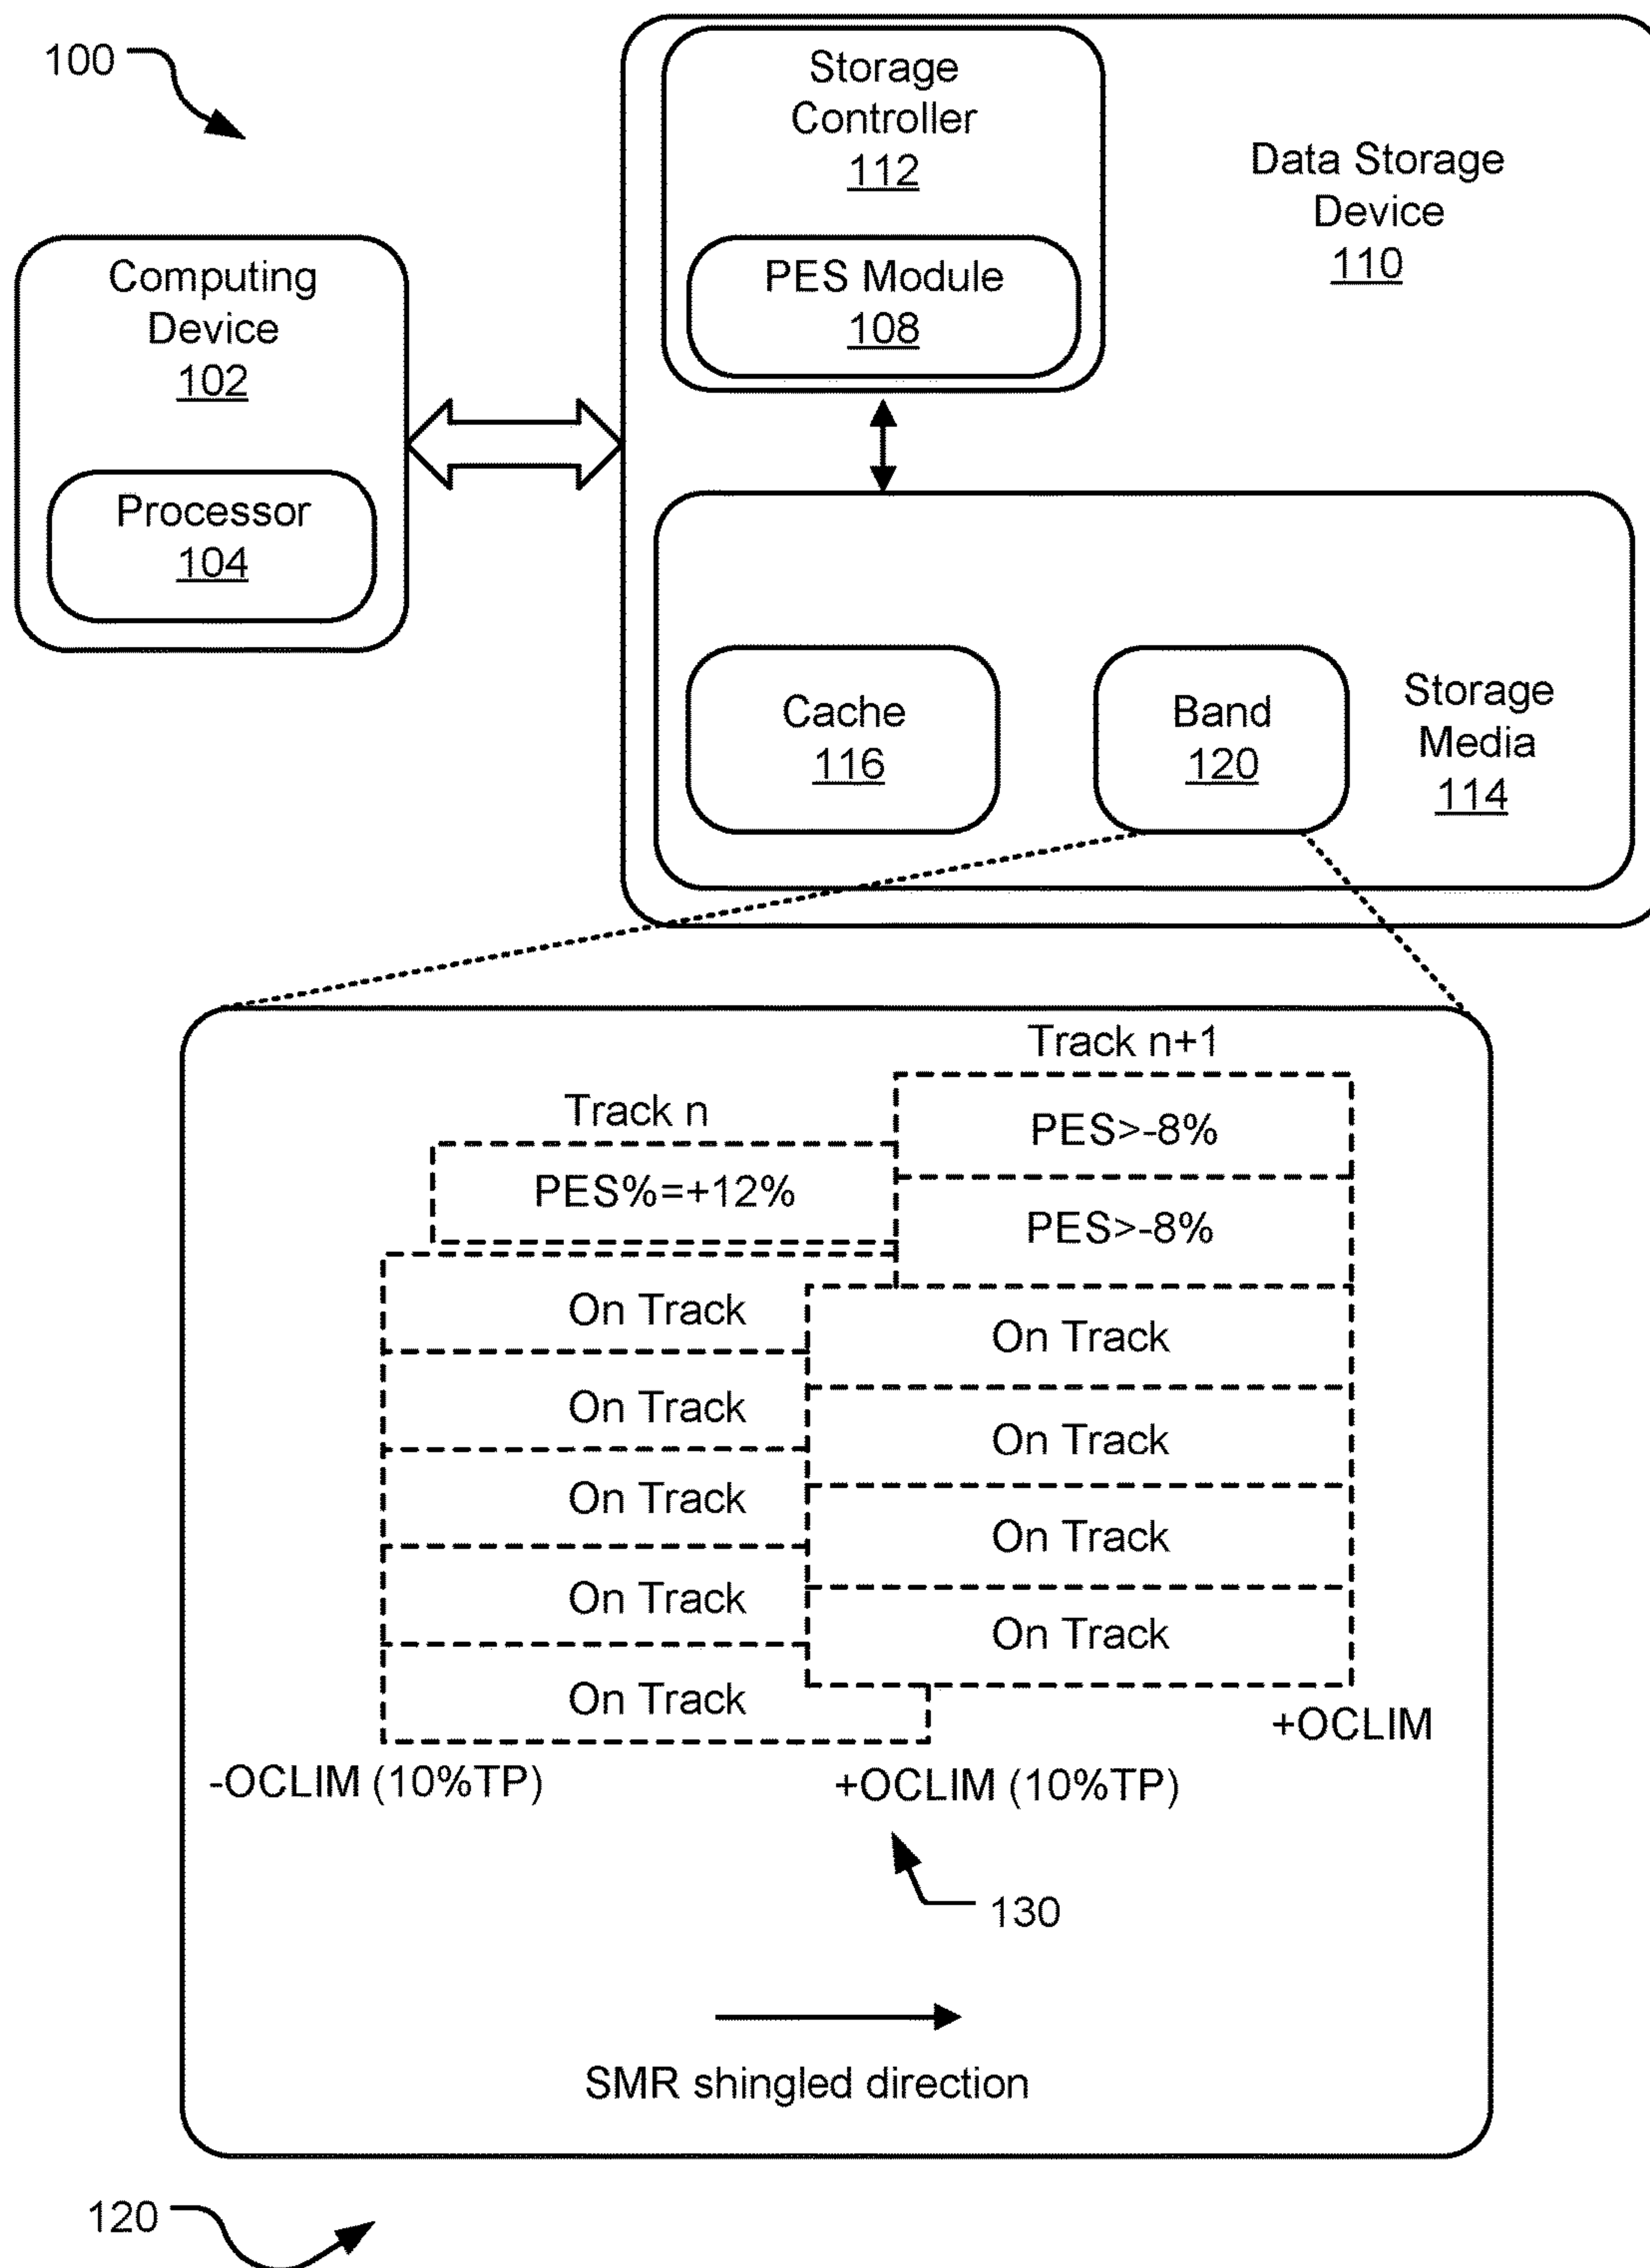 100
Storage
Controller
112
PES Module
108
Data Storage
Device
110
Computing
Device
102
Processor
104
Cache
116
Band
120
Storage
Media
114
Track n+1
Track n
PES>-8%
PES%=+12%
PES>-8%
On Track
On Track
On Track
On Track
On Track
On Track
On Track
On Track
On Track
+OCLIM
-OCLIM (10%TP)
+OCLIM (10%TP)
130
SMR shingled direction
120